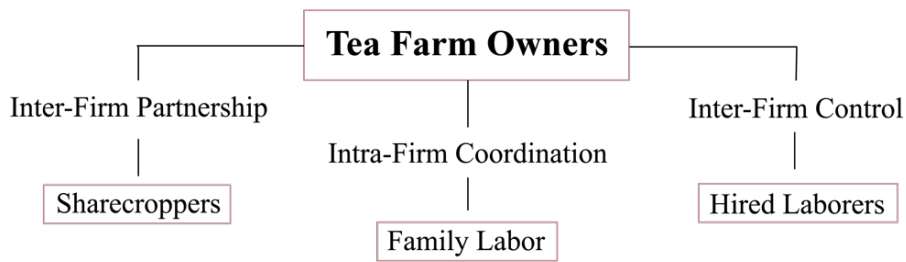 Tea Farm Owners
Inter-Firm Partnership
Inter-Firm Control
Intra-Firm Coordination
Sharecroppers
Hired Laborers
Family Labor